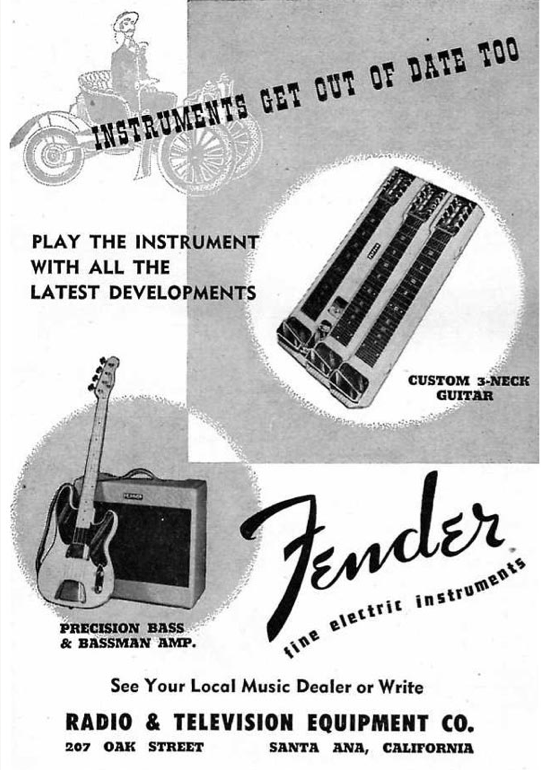 INSTRUMENTS GET OUT OF DATE TOO
PLAY THE INSTRUMENT
WITH ALL THE
LATEST DEVELOPMENTS
CUSTOM 3-NECK
GUITAR
FENDER
PRECISION BASS
& BASSMAN AMP.
Fender
fine electric instruments
See Your Local Music Dealer or Write
RADIO & TELEVISION EQUIPMENT CO.
207 OAK STREET SANTA ANA, CALIFORNIA